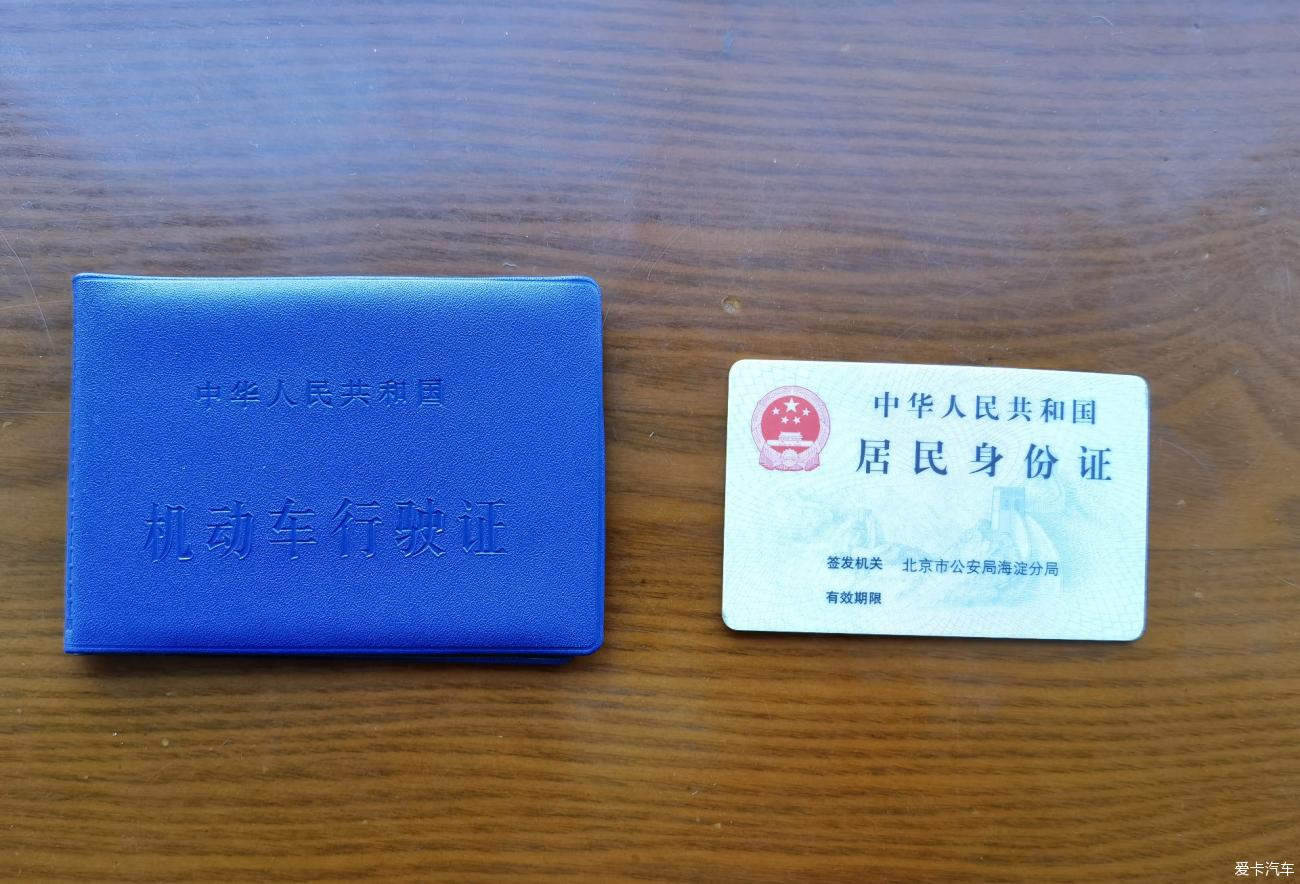 中华人民共和国
机动车行驶证
中华人民共和国
居民身份证
签发机关 北京市公安局海淀分局
有效期限
爱卡汽车